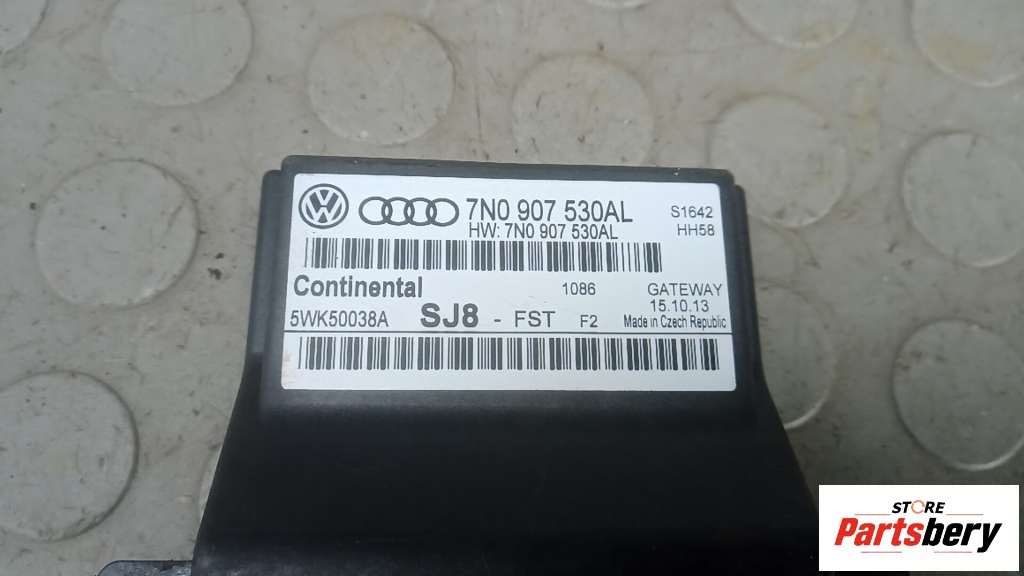 7N0 907 530AL
HW: 7N0 907 530AL
S1642
HH58
Continental
1086
GATEWAY
15.10.13
5WK50038A SJ8 - FST F2 Made in Czech Republic
STORE
Partsbery